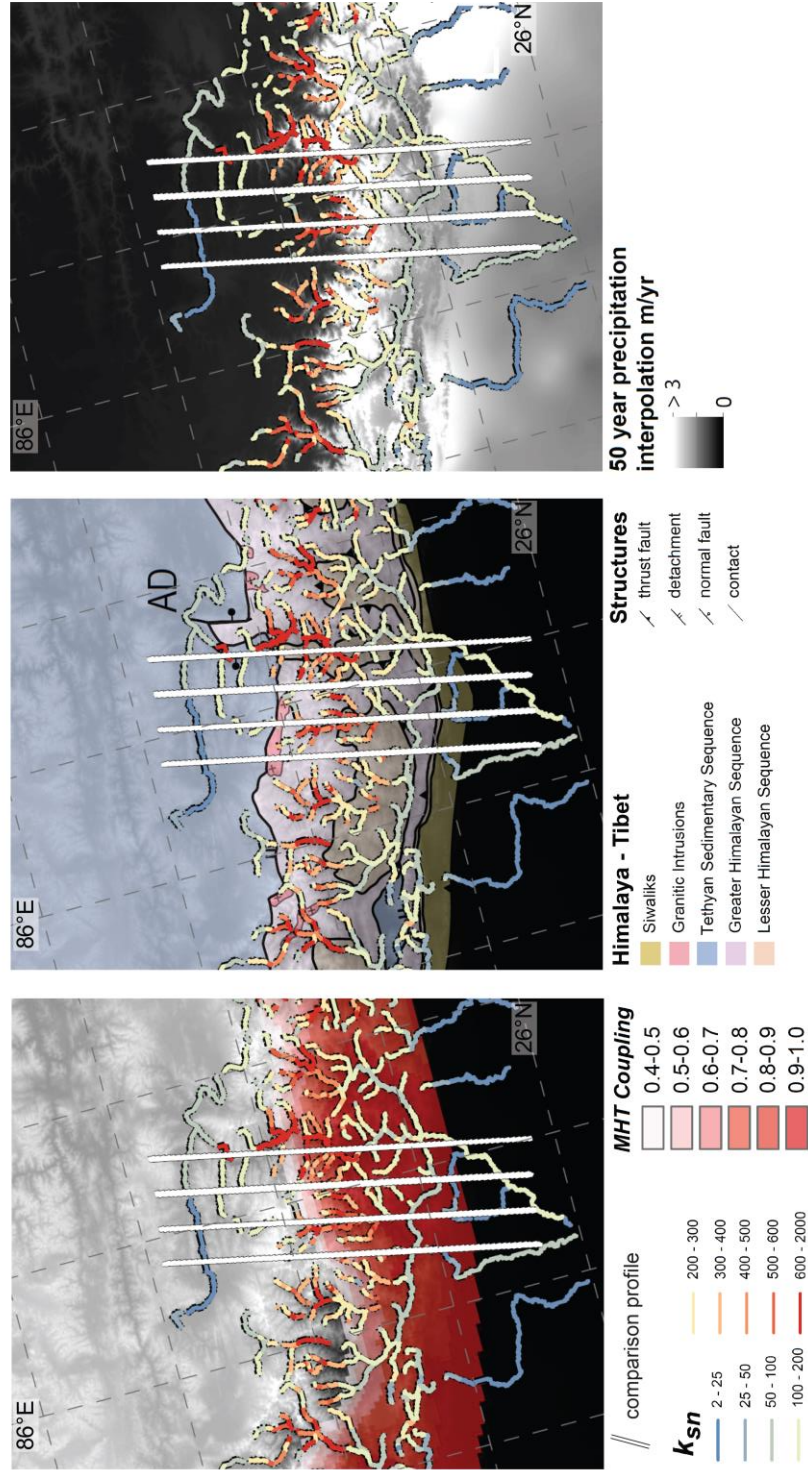 86°E
26°N
comparison profile
k_sn
2 - 25
25 - 50
50 - 100
100 - 200
200 - 300
300 - 400
400 - 500
500 - 600
600 - 2000
MHT Coupling
0.4-0.5
0.5-0.6
0.6-0.7
0.7-0.8
0.8-0.9
0.9-1.0
86°E
AD
26°N
Himalaya - Tibet
Siwaliks
Granitic Intrusions
Tethyan Sedimentary Sequence
Greater Himalayan Sequence
Lesser Himalayan Sequence
Structures
thrust fault
detachment
normal fault
contact
86°E
26°N
50 year precipitation
interpolation m/yr
> 3
0